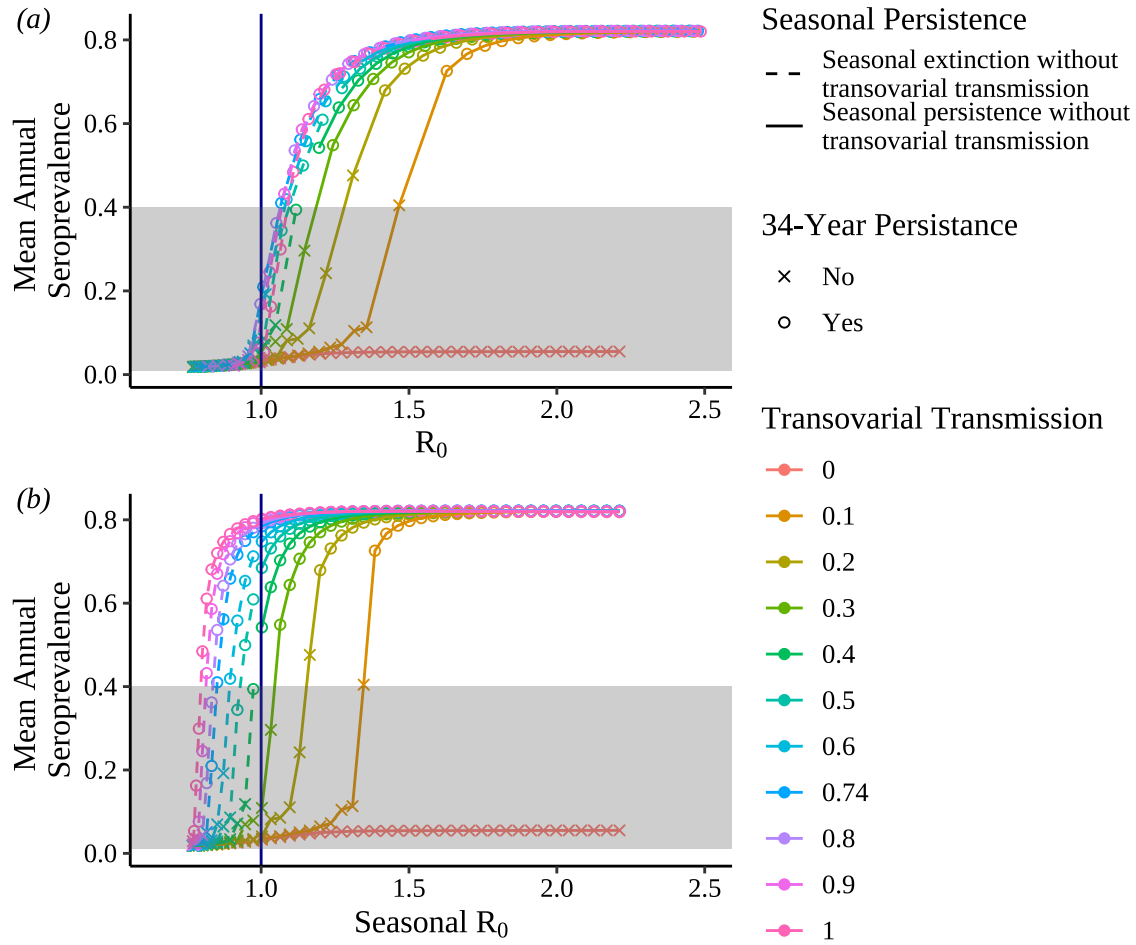 (a)
Mean Annual
Seroprevalence
0.8
0.6
0.4
0.2
0.0
1.0 1.5 2.0 2.5
R0
(b)
Mean Annual
Seroprevalence
0.8
0.6
0.4
0.2
0.0
1.0 1.5 2.0 2.5
Seasonal R0
Seasonal Persistence
Seasonal extinction without
transovarial transmission
Seasonal persistence without
transovarial transmission
34-Year Persistance
No
Yes
Transovarial Transmission
0
0.1
0.2
0.3
0.4
0.5
0.6
0.74
0.8
0.9
1